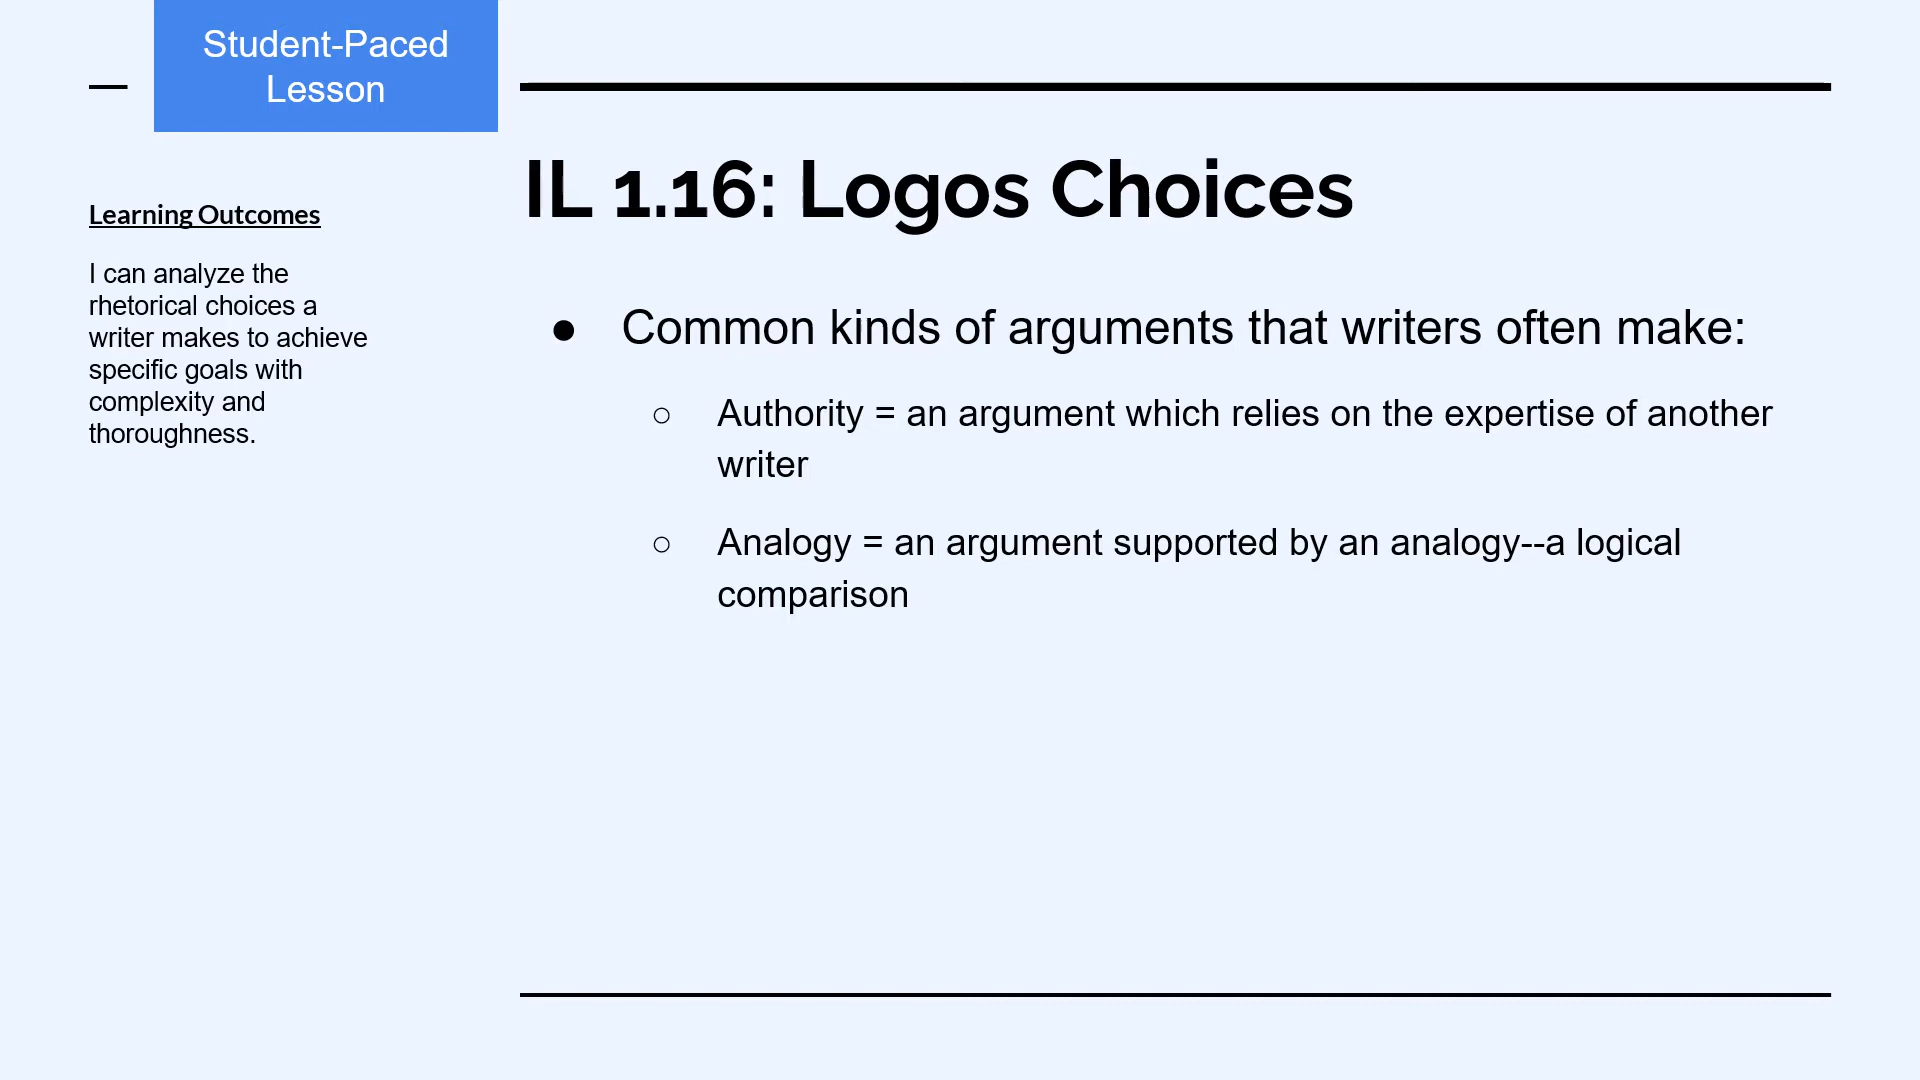 Student-Paced
Lesson
Learning Outcomes
I can analyze the
rhetorical choices a
writer makes to achieve
specific goals with
complexity and
thoroughness.
IL 1.16: Logos Choices
● Common kinds of arguments that writers often make:
○ Authority = an argument which relies on the expertise of another
writer
○ Analogy = an argument supported by an analogy--a logical
comparison